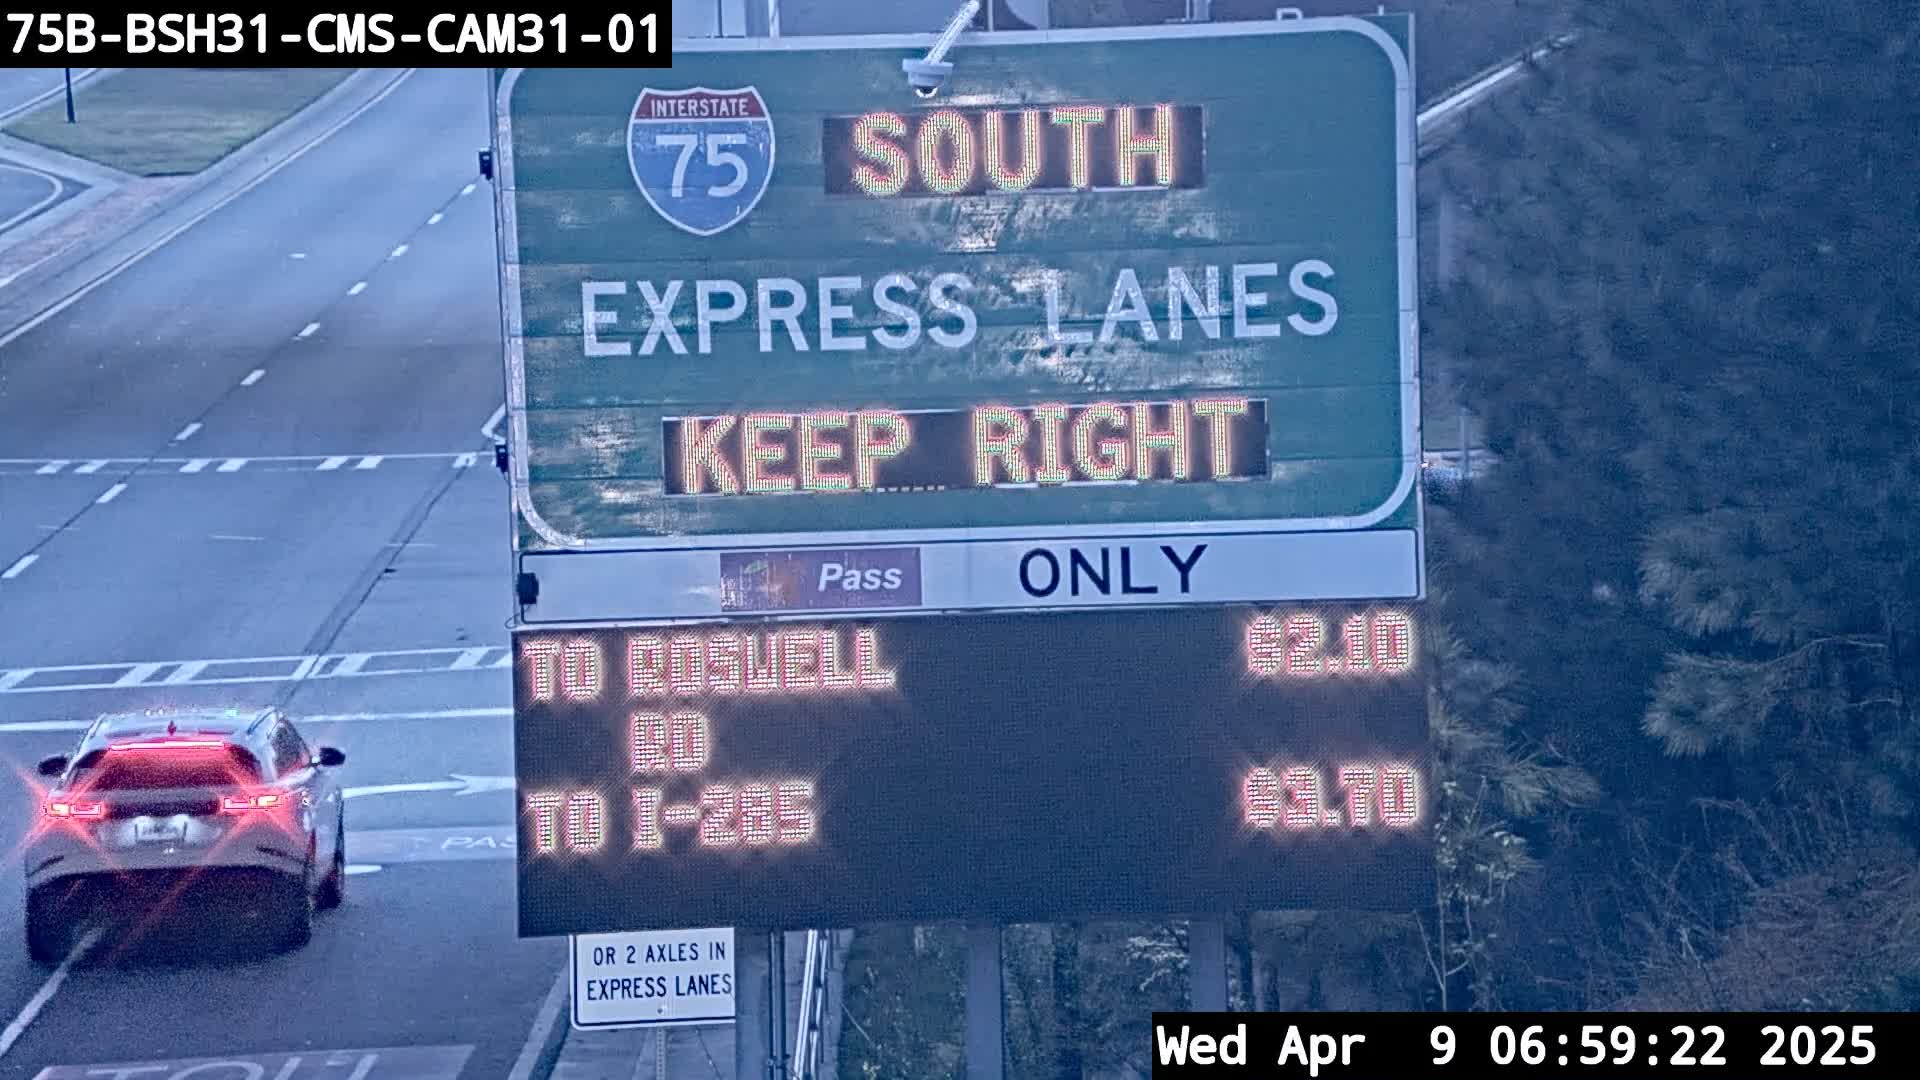 75B-BSH31-CMS-CAM31-01
INTERSTATE
75
SOUTH
EXPRESS LANES
KEEP RIGHT
Pass ONLY
TO ROSWELL $2.10
RD
TO I-285 $3.70
OR 2 AXLES IN
EXPRESS LANES
Wed Apr 9 06:59:22 2025